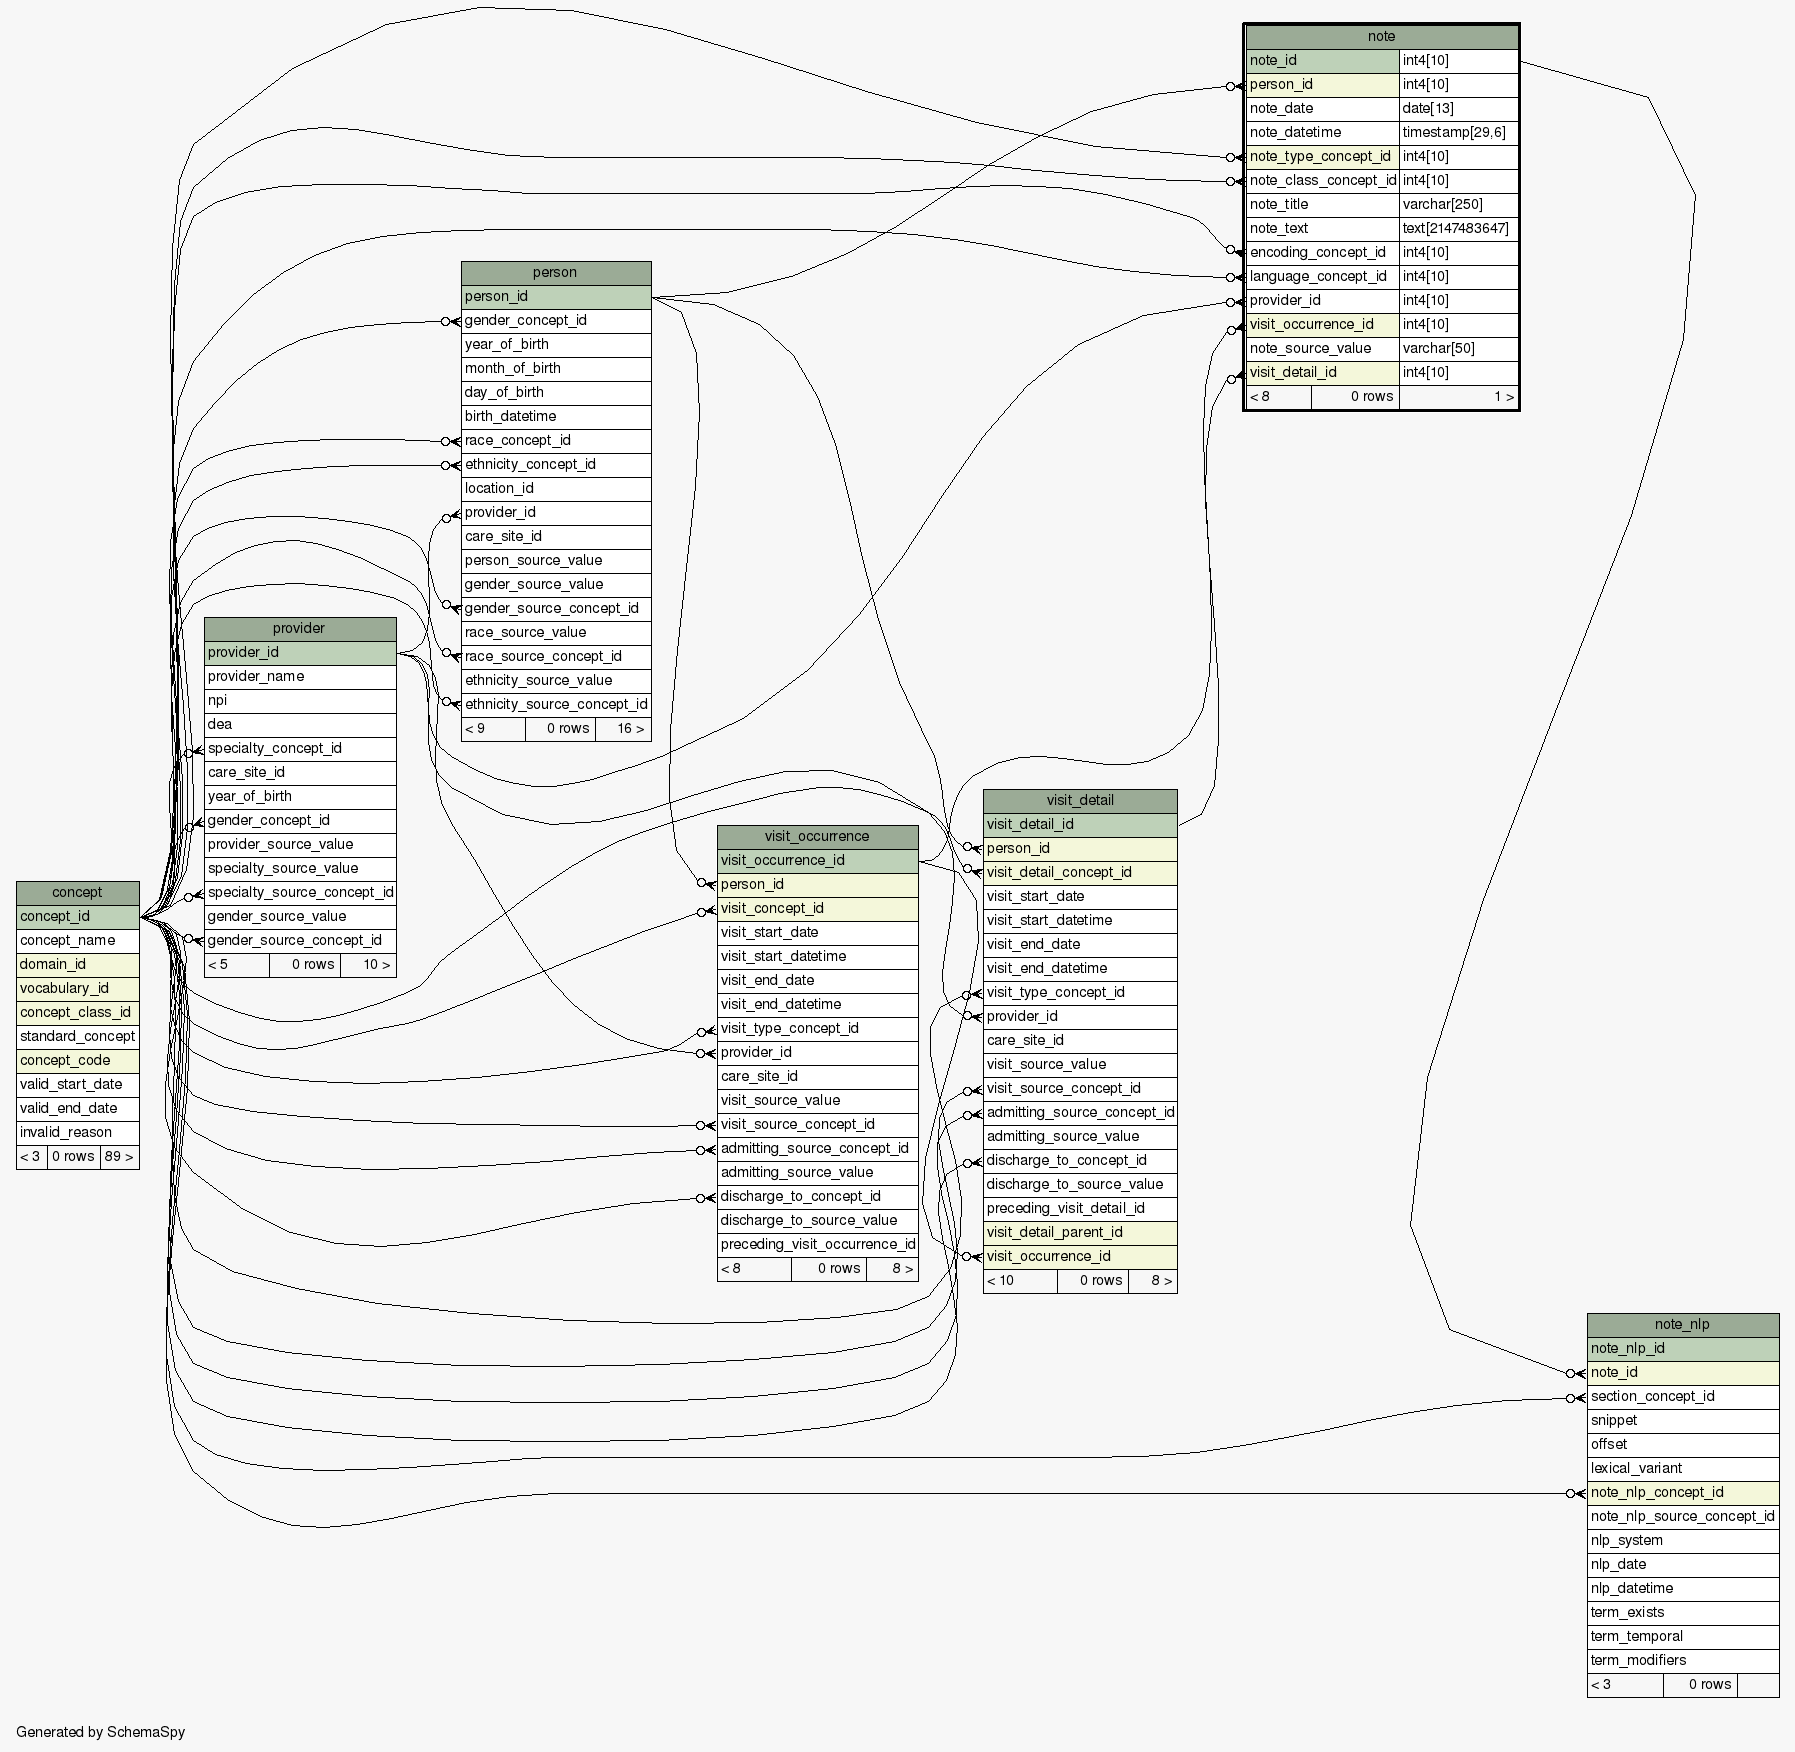 note
note_id int4[10]
person_id int4[10]
note_date date[13]
note_datetime timestamp[29,6]
note_type_concept_id int4[10]
note_class_concept_id int4[10]
note_title varchar[250]
note_text text[2147483647]
encoding_concept_id int4[10]
language_concept_id int4[10]
provider_id int4[10]
visit_occurrence_id int4[10]
note_source_value varchar[50]
visit_detail_id int4[10]
< 8 0 rows 1 >
person
person_id
gender_concept_id
year_of_birth
month_of_birth
day_of_birth
birth_datetime
race_concept_id
ethnicity_concept_id
location_id
provider_id
care_site_id
person_source_value
gender_source_value
gender_source_concept_id
race_source_value
race_source_concept_id
ethnicity_source_value
ethnicity_source_concept_id
< 9 0 rows 16 >
provider
provider_id
provider_name
npi
dea
specialty_concept_id
care_site_id
year_of_birth
gender_concept_id
provider_source_value
specialty_source_value
specialty_source_concept_id
gender_source_value
gender_source_concept_id
< 5 0 rows 10 >
concept
concept_id
concept_name
domain_id
vocabulary_id
concept_class_id
standard_concept
concept_code
valid_start_date
valid_end_date
invalid_reason
< 3 0 rows 89 >
visit_occurrence
visit_occurrence_id
person_id
visit_concept_id
visit_start_date
visit_start_datetime
visit_end_date
visit_end_datetime
visit_type_concept_id
provider_id
care_site_id
visit_source_value
visit_source_concept_id
admitting_source_concept_id
admitting_source_value
discharge_to_concept_id
discharge_to_source_value
preceding_visit_occurrence_id
< 8 0 rows 8 >
visit_detail
visit_detail_id
person_id
visit_detail_concept_id
visit_start_date
visit_start_datetime
visit_end_date
visit_end_datetime
visit_type_concept_id
provider_id
care_site_id
visit_source_value
visit_source_concept_id
admitting_source_concept_id
admitting_source_value
discharge_to_concept_id
discharge_to_source_value
preceding_visit_detail_id
visit_detail_parent_id
visit_occurrence_id
< 10 0 rows 8 >
note_nlp
note_nlp_id
note_id
section_concept_id
snippet
offset
lexical_variant
note_nlp_concept_id
note_nlp_source_concept_id
nlp_system
nlp_date
nlp_datetime
term_exists
term_temporal
term_modifiers
< 3 0 rows
Generated by SchemaSpy